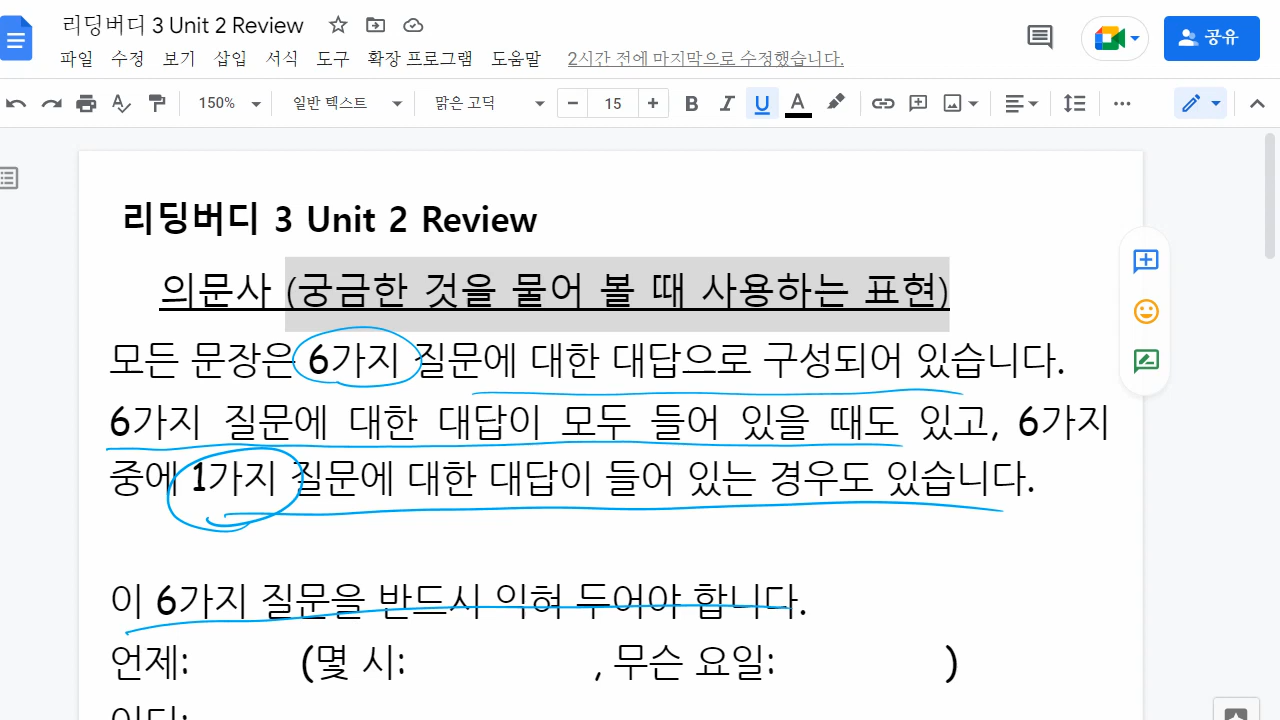 리딩버디 3 Unit 2 Review
파일 수정 보기 삽입 서식 도구 확장 프로그램 도움말 2시간 전에 마지막으로 수정했습니다.
공유
150% 일반 텍스트 맑은 고딕 − 15 + B I U A
리딩버디 3 Unit 2 Review
의문사 (궁금한 것을 물어 볼 때 사용하는 표현)
모든 문장은 6가지 질문에 대한 대답으로 구성되어 있습니다.
6가지 질문에 대한 대답이 모두 들어 있을 때도 있고, 6가지
중에 1가지 질문에 대한 대답이 들어 있는 경우도 있습니다.
이 6가지 질문을 반드시 익혀 두어야 합니다.
언제: (몇 시: , 무슨 요일: )
어디: